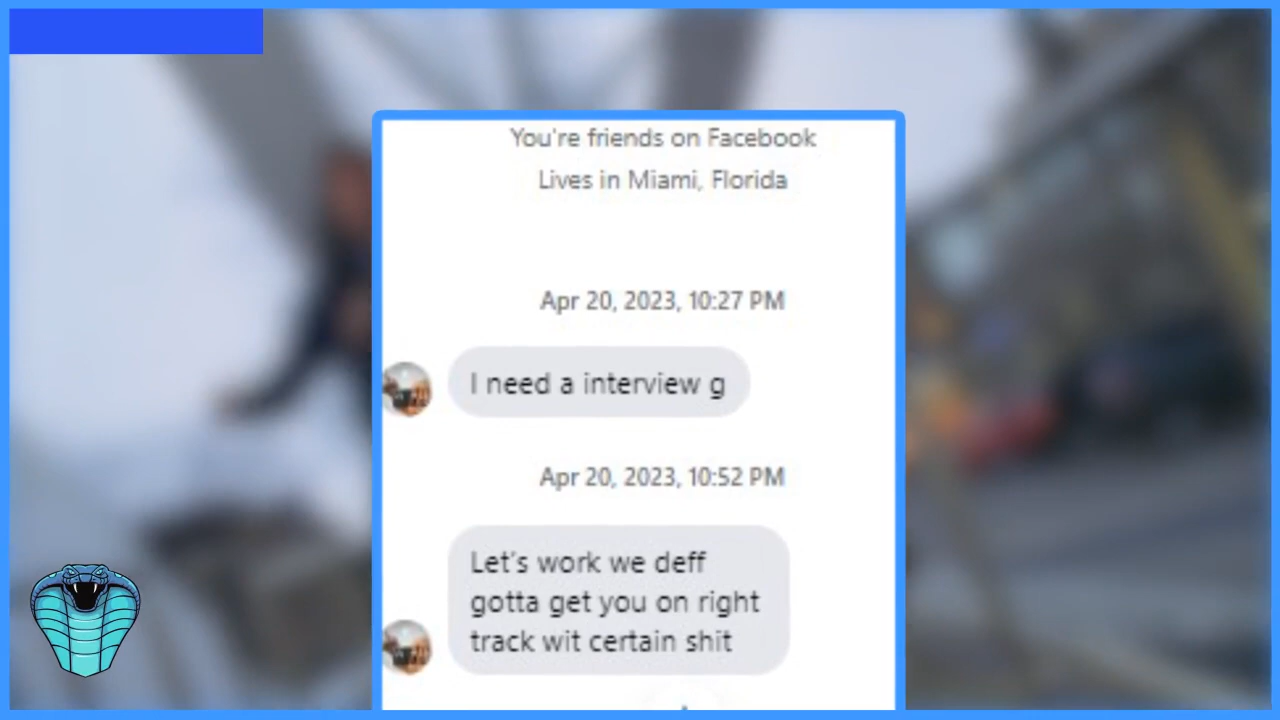 You're friends on Facebook
Lives in Miami, Florida
Apr 20, 2023, 10:27 PM
I need a interview g
Apr 20, 2023, 10:52 PM
Let's work we deff
gotta get you on right
track wit certain shit